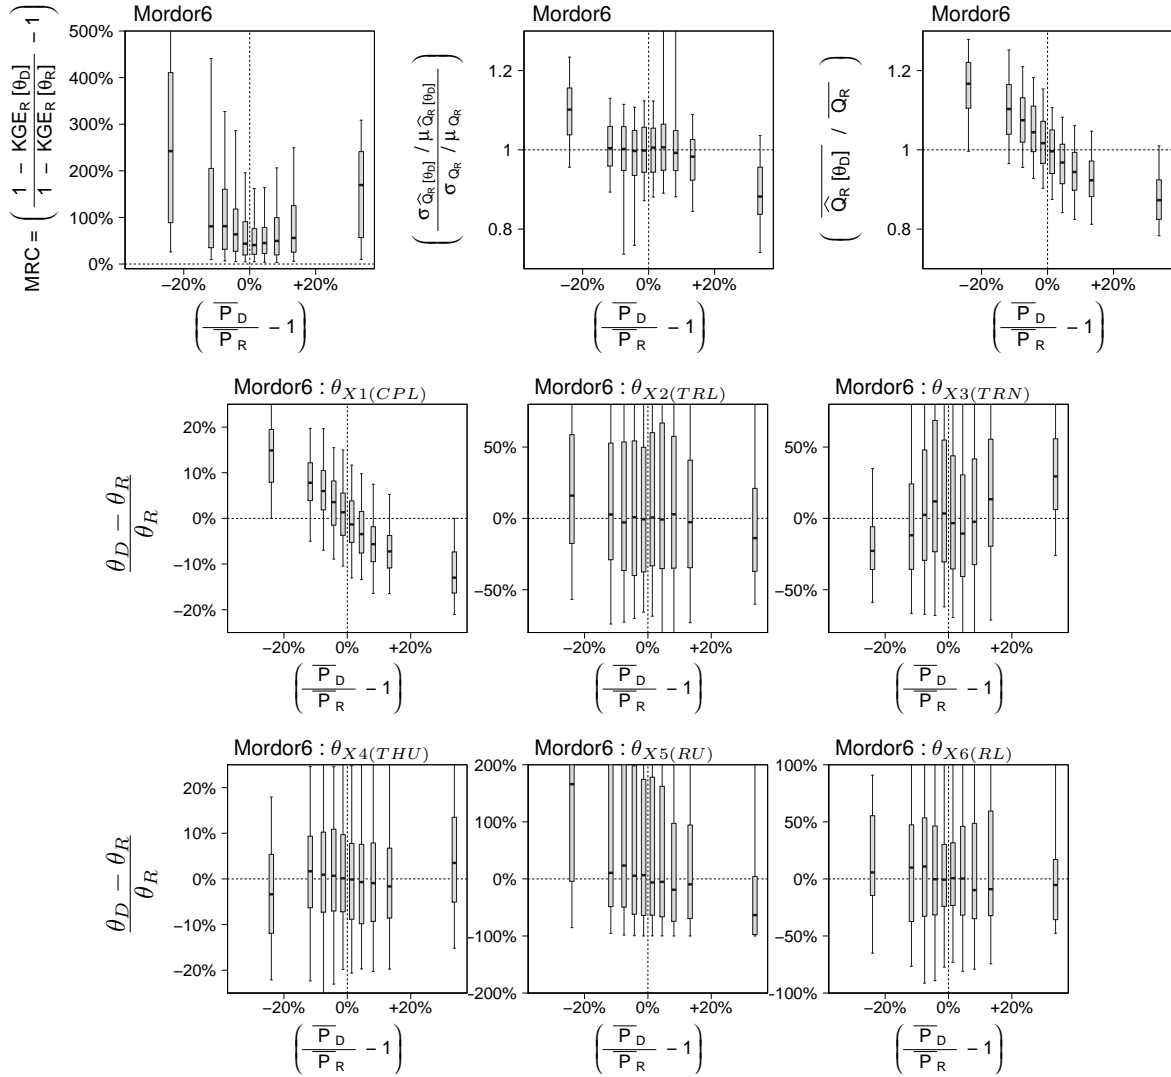 Mordor6 Mordor6 Mordor6
MRC = ( 1 − KGE_R [θ_D] / 1 − KGE_R [θ_R] − 1 )
500%
400%
300%
200%
100%
0%
−20% 0% +20%
( P̅_D / P̅_R − 1 )
( σ_Q̂_R [θ_D] / μ_Q̂_R [θ_D] / σ_Q_R / μ_Q_R )
1.2
1
0.8
−20% 0% +20%
( P̅_D / P̅_R − 1 )
( Q̂_R [θ_D] / Q_R )
1.2
1
0.8
−20% 0% +20%
( P̅_D / P̅_R − 1 )
Mordor6 : θ_X1(CPL)
θ_D − θ_R
θ_R
20%
10%
0%
−10%
−20%
−20% 0% +20%
( P̅_D / P̅_R − 1 )
Mordor6 : θ_X2(TRL)
50%
0%
−50%
−20% 0% +20%
( P̅_D / P̅_R − 1 )
Mordor6 : θ_X3(TRN)
50%
0%
−50%
−20% 0% +20%
( P̅_D / P̅_R − 1 )
Mordor6 : θ_X4(THU)
θ_D − θ_R
θ_R
20%
10%
0%
−10%
−20%
−20% 0% +20%
( P̅_D / P̅_R − 1 )
Mordor6 : θ_X5(RU)
200%
100%
0%
−100%
−200%
−20% 0% +20%
( P̅_D / P̅_R − 1 )
Mordor6 : θ_X6(RL)
100%
50%
0%
−50%
−100%
−20% 0% +20%
( P̅_D / P̅_R − 1 )